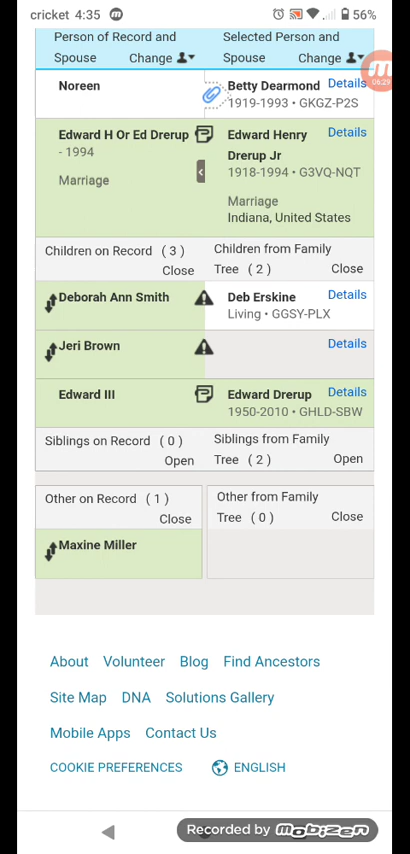 cricket 4:35 56%
Person of Record and Selected Person and
Spouse Change Spouse Change
06:29
Noreen Betty Dearmond Details
1919-1993 • GKGZ-P2S
Edward H Or Ed Drerup Edward Henry Details
- 1994 Drerup Jr
1918-1994 • G3VQ-NQT
Marriage Marriage
Indiana, United States
Children on Record ( 3 ) Children from Family
Close Tree ( 2 ) Close
Deborah Ann Smith Deb Erskine Details
Living • GGSY-PLX
Jeri Brown Details
Edward III Edward Drerup Details
1950-2010 • GHLD-SBW
Siblings on Record ( 0 ) Siblings from Family
Open Tree ( 2 ) Open
Other on Record ( 1 ) Other from Family
Close Tree ( 0 ) Close
Maxine Miller
About Volunteer Blog Find Ancestors
Site Map DNA Solutions Gallery
Mobile Apps Contact Us
COOKIE PREFERENCES ENGLISH
Recorded by mobizen